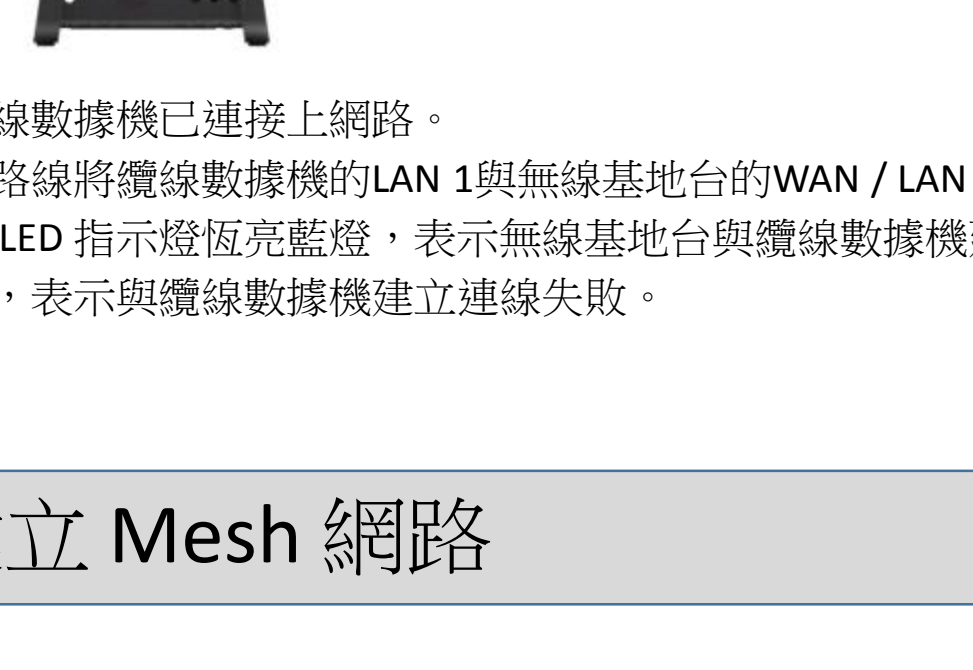 線數據機已連接上網路。
路線將纜線數據機的LAN 1與無線基地台的WAN / LAN
LED 指示燈恆亮藍燈，表示無線基地台與纜線數據機
，表示與纜線數據機建立連線失敗。
立 Mesh 網路